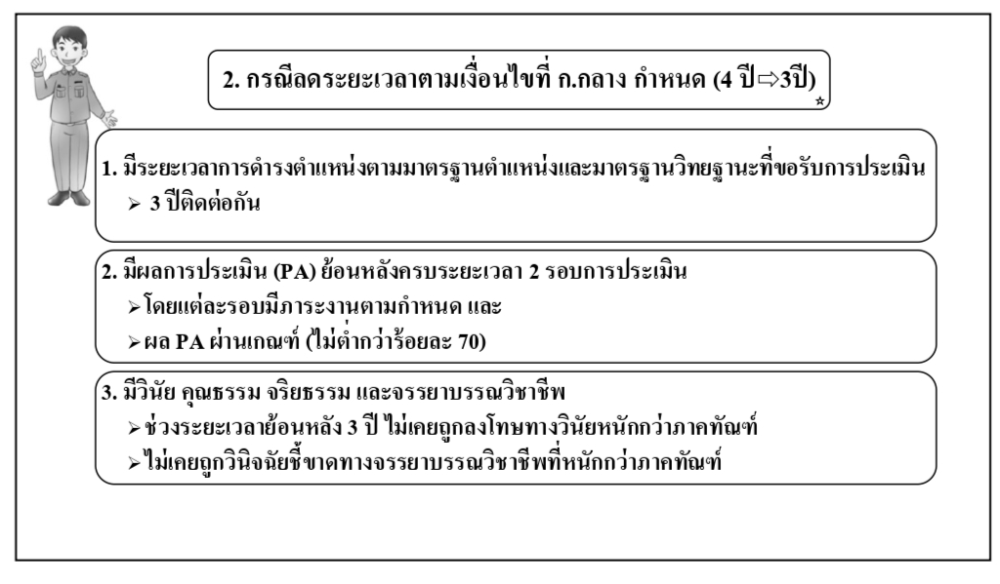 2. กรณีลดระยะเวลาตามเงื่อนไขที่ ก.กลาง กำหนด (4 ปี⇨3ปี)
1. มีระยะเวลาการดำรงตำแหน่งตามมาตรฐานตำแหน่งและมาตรฐานวิทยฐานะที่ขอรับการประเมิน
➢ 3 ปีติดต่อกัน
2. มีผลการประเมิน (PA) ย้อนหลังครบระยะเวลา 2 รอบการประเมิน
➢โดยแต่ละรอบมีภาระงานตามกำหนด และ
➢ผล PA ผ่านเกณฑ์ (ไม่ต่ำกว่าร้อยละ 70)
3. มีวินัย คุณธรรม จริยธรรม และจรรยาบรรณวิชาชีพ
➢ช่วงระยะเวลาย้อนหลัง 3 ปี ไม่เคยถูกลงโทษทางวินัยหนักกว่าภาคทัณฑ์
➢ไม่เคยถูกวินิจฉัยชี้ขาดทางจรรยาบรรณวิชาชีพที่หนักกว่าภาคทัณฑ์